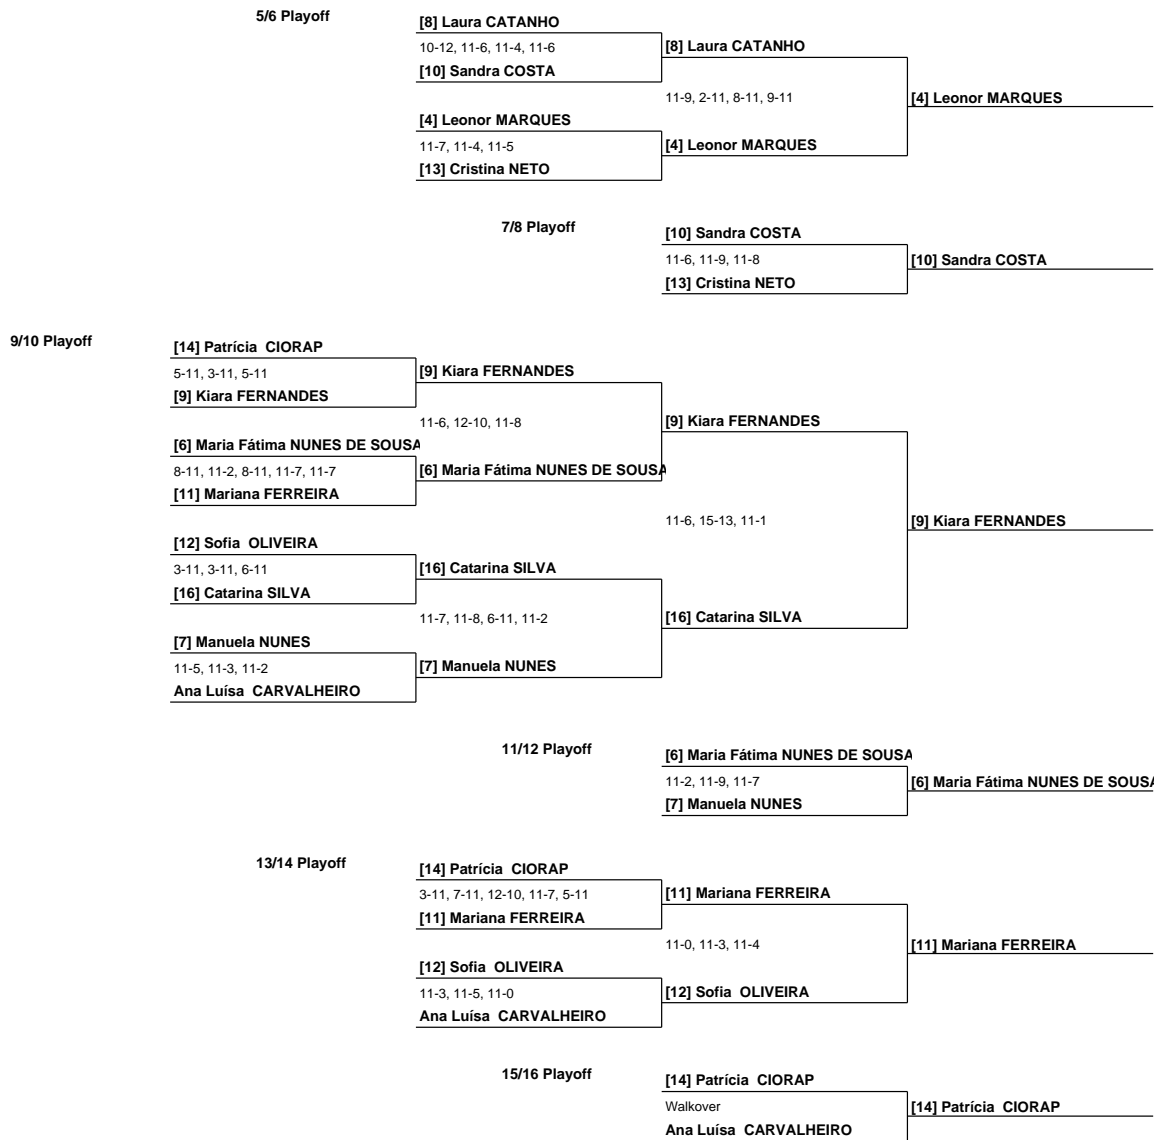 5/6 Playoff
[8] Laura CATANHO
10-12, 11-6, 11-4, 11-6
[10] Sandra COSTA
[8] Laura CATANHO
11-9, 2-11, 8-11, 9-11
[4] Leonor MARQUES
[4] Leonor MARQUES
11-7, 11-4, 11-5
[13] Cristina NETO
[4] Leonor MARQUES
7/8 Playoff
[10] Sandra COSTA
11-6, 11-9, 11-8
[13] Cristina NETO
[10] Sandra COSTA
9/10 Playoff
[14] Patrícia CIORAP
5-11, 3-11, 5-11
[9] Kiara FERNANDES
[9] Kiara FERNANDES
11-6, 12-10, 11-8
[9] Kiara FERNANDES
[6] Maria Fátima NUNES DE SOUSA
8-11, 11-2, 8-11, 11-7, 11-7
[11] Mariana FERREIRA
[6] Maria Fátima NUNES DE SOUSA
11-6, 15-13, 11-1
[9] Kiara FERNANDES
[12] Sofia OLIVEIRA
3-11, 3-11, 6-11
[16] Catarina SILVA
[16] Catarina SILVA
11-7, 11-8, 6-11, 11-2
[16] Catarina SILVA
[7] Manuela NUNES
11-5, 11-3, 11-2
Ana Luísa CARVALHEIRO
[7] Manuela NUNES
11/12 Playoff
[6] Maria Fátima NUNES DE SOUSA
11-2, 11-9, 11-7
[7] Manuela NUNES
[6] Maria Fátima NUNES DE SOUSA
13/14 Playoff
[14] Patrícia CIORAP
3-11, 7-11, 12-10, 11-7, 5-11
[11] Mariana FERREIRA
[11] Mariana FERREIRA
11-0, 11-3, 11-4
[11] Mariana FERREIRA
[12] Sofia OLIVEIRA
11-3, 11-5, 11-0
Ana Luísa CARVALHEIRO
[12] Sofia OLIVEIRA
15/16 Playoff
[14] Patrícia CIORAP
Walkover
Ana Luísa CARVALHEIRO
[14] Patrícia CIORAP